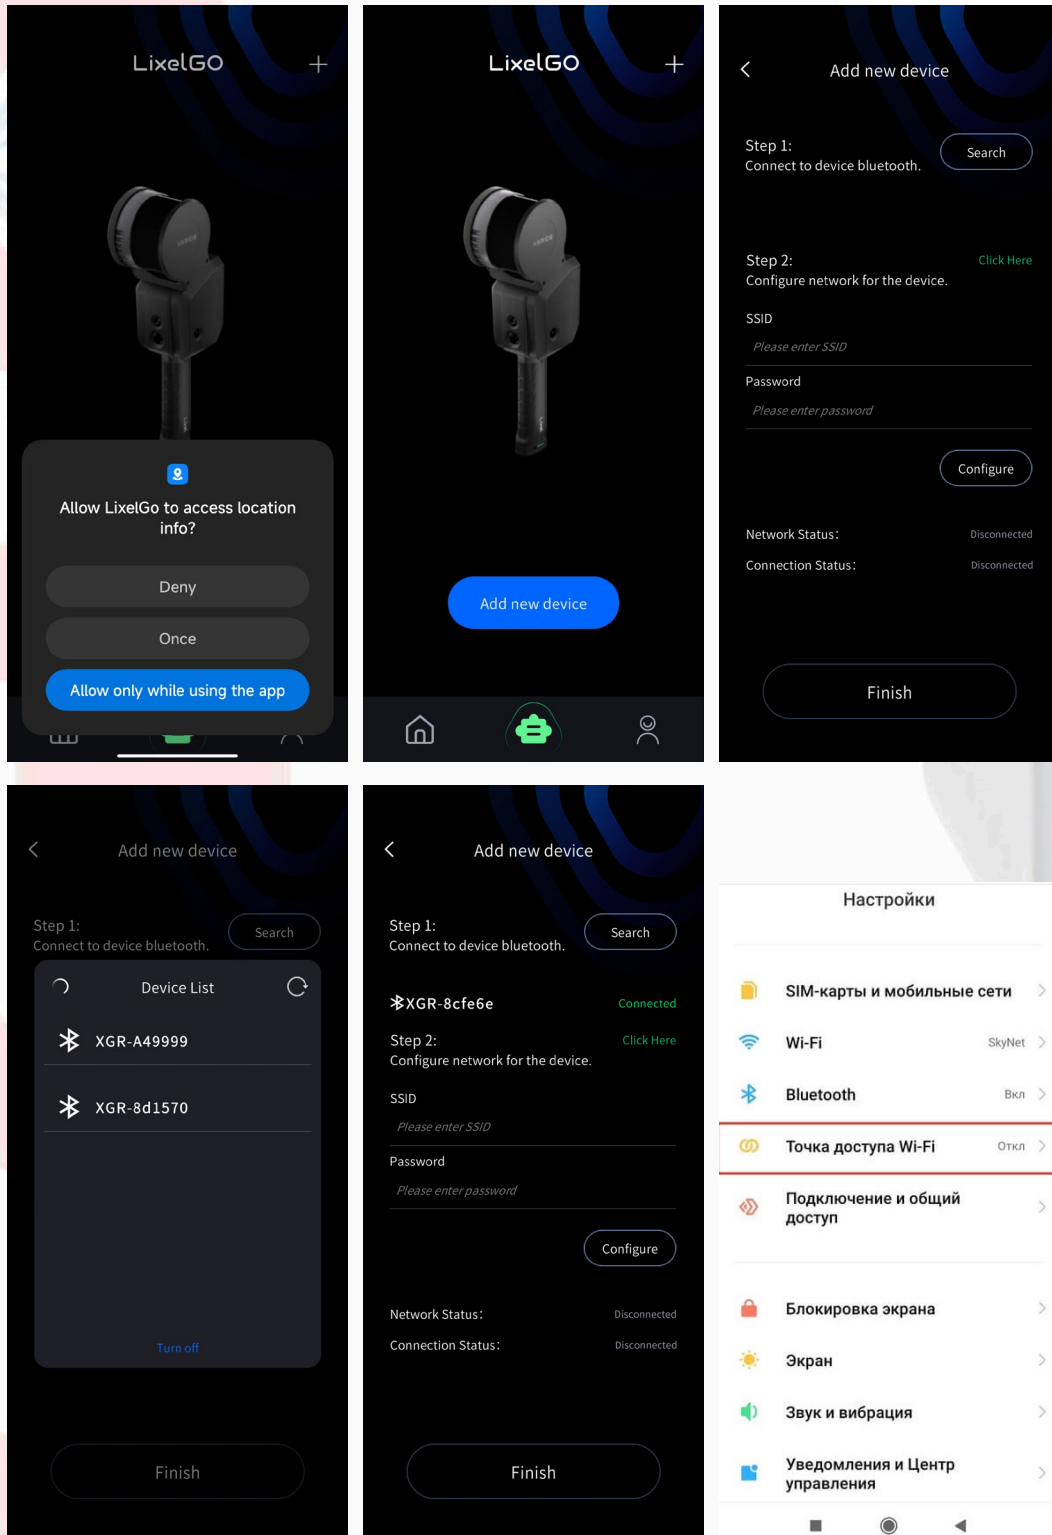 LixelGO
Allow LixelGo to access location
info?
Deny
Once
Allow only while using the app
LixelGO
Add new device
Add new device
Step 1:
Connect to device bluetooth.
Search
Step 2:
Click Here
Configure network for the device.
SSID
Please enter SSID
Password
Please enter password
Configure
Network Status:
Disconnected
Connection Status:
Disconnected
Finish
Add new device
Step 1:
Connect to device bluetooth.
Search
Device List
XGR-A49999
XGR-8d1570
Turn off
Finish
Add new device
Step 1:
Connect to device bluetooth.
Search
XGR-8cfe6e
Connected
Step 2:
Click Here
Configure network for the device.
SSID
Please enter SSID
Password
Please enter password
Configure
Network Status:
Disconnected
Connection Status:
Disconnected
Finish
Настройки
SIM-карты и мобильные сети
Wi-Fi
SkyNet
Bluetooth
Вкл
Точка доступа Wi-Fi
Откл
Подключение и общий
доступ
Блокировка экрана
Экран
Звук и вибрация
Уведомления и Центр
управления